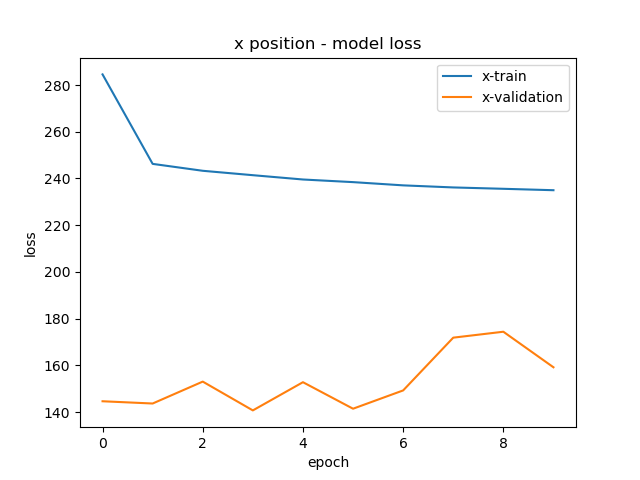 x position - model loss
x-train
x-validation
loss
280
260
240
220
200
180
160
140
0 2 4 6 8
epoch